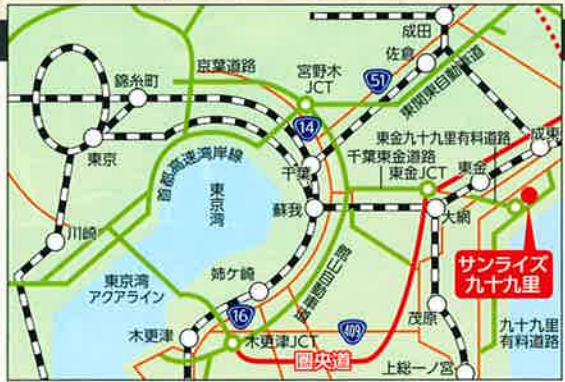 成田
佐倉
51
東関東自動車道
京葉道路
宮野木
JCT
錦糸町
14
東京
首都高速湾岸線
千葉
東金九十九里有料道路
千葉東金道路
東金JCT
東金
成東
東京湾
蘇我
大網
川崎
サンライズ
九十九里
東京湾
アクアライン
姉ケ崎
館山自動車道
16
409
茂原
九十九里
有料道路
木更津
木更津JCT
圏央道
上総一ノ宮